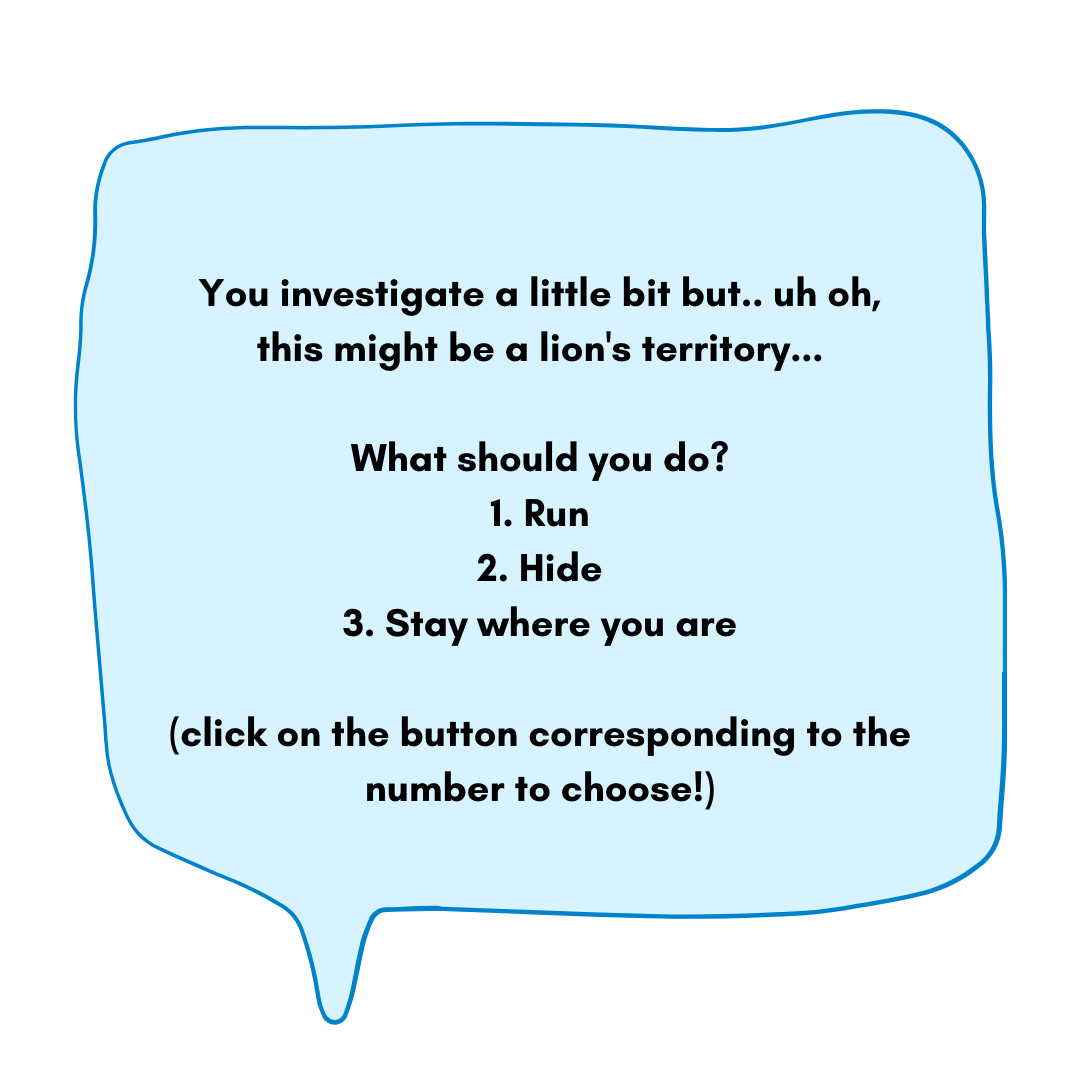 You investigate a little bit but.. uh oh,
this might be a lion's territory...
What should you do?
1. Run
2. Hide
3. Stay where you are
(click on the button corresponding to the
number to choose!)